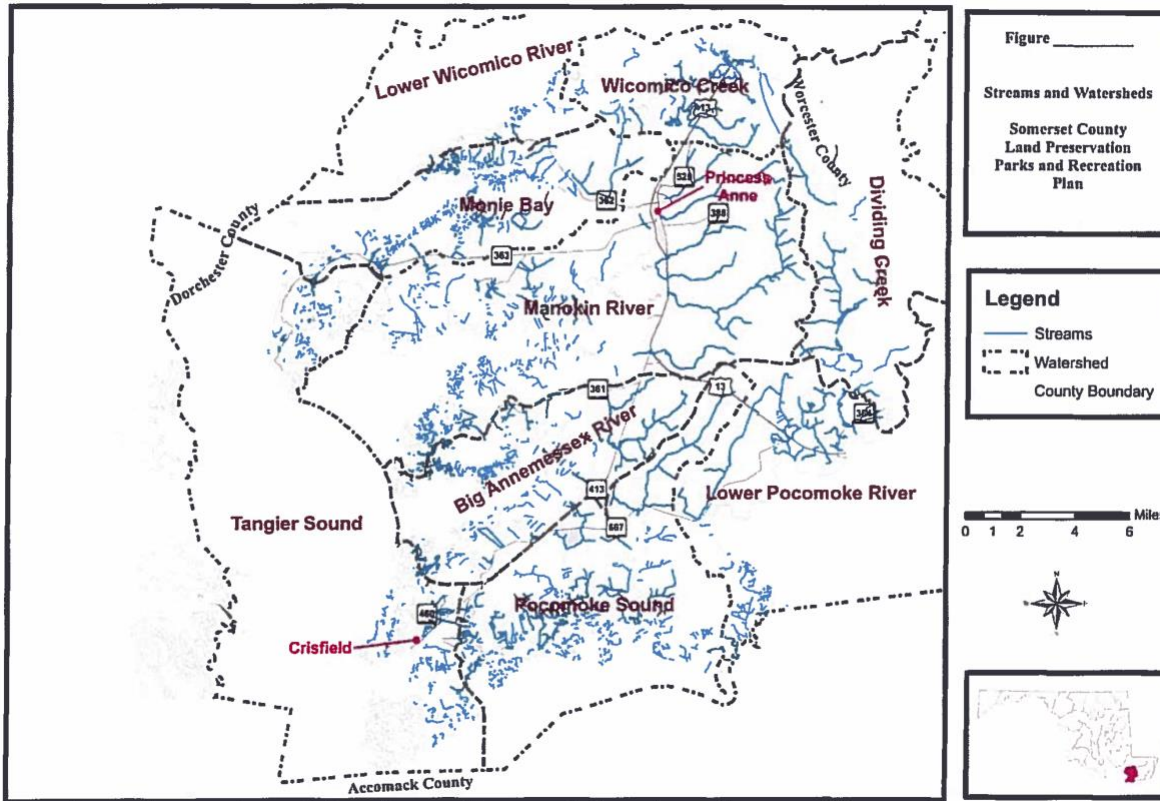 Lower Wicomico River
Wicomico Creek
13
Worcester County
529
Princess
Anne
362
388
Monie Bay
Dividing Creek
363
Dorchester County
Manokin River
361
13
364
Big Annemessex River
413
Lower Pocomoke River
667
Tangier Sound
Pocomoke Sound
460
Crisfield
Accomack County
Figure
Streams and Watersheds
Somerset County
Land Preservation
Parks and Recreation
Plan
Legend
Streams
Watershed
County Boundary
0 1 2 4 6 Miles
N